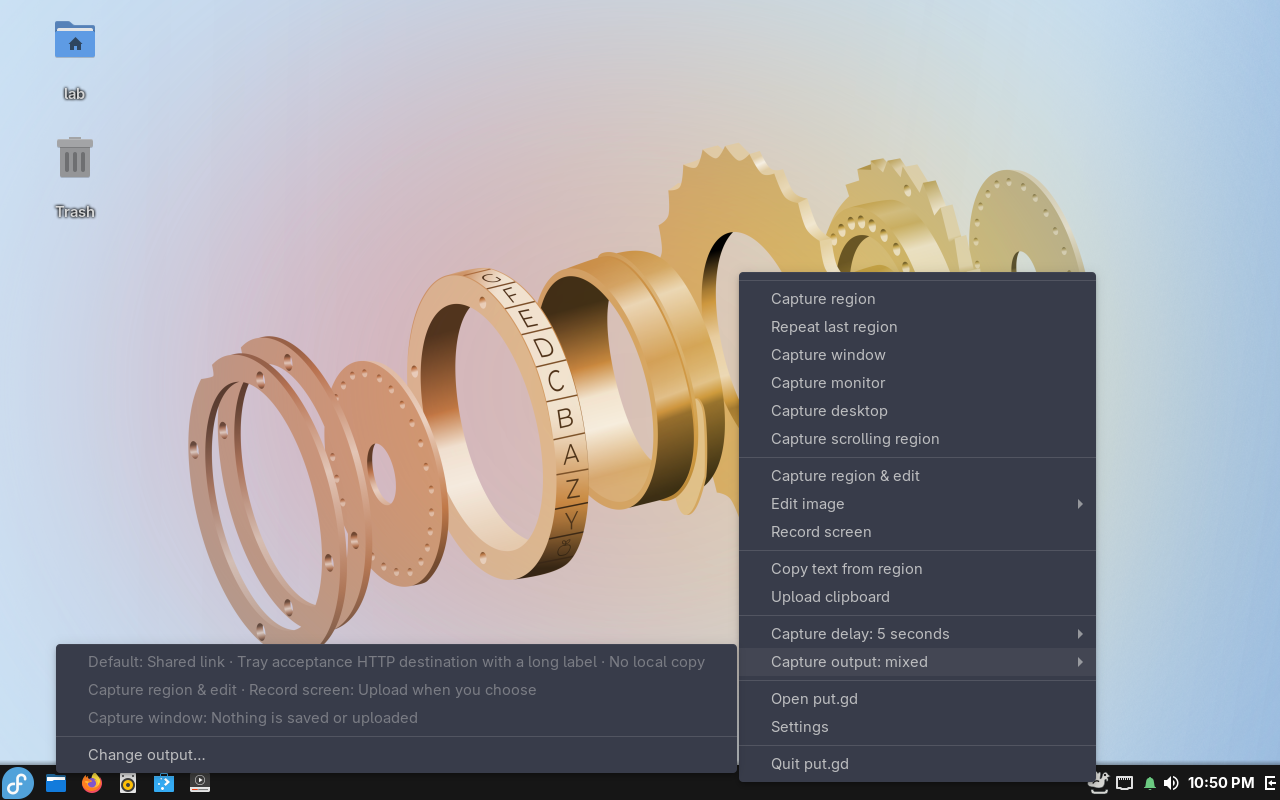 lab
Trash
G
F
E
D
C
B
A
Z
Y
Capture region
Repeat last region
Capture window
Capture monitor
Capture desktop
Capture scrolling region
Capture region & edit
Edit image
Record screen
Copy text from region
Upload clipboard
Capture delay: 5 seconds
Capture output: mixed
Open put.gd
Settings
Quit put.gd
Default: Shared link · Tray acceptance HTTP destination with a long label · No local copy
Capture region & edit · Record screen: Upload when you choose
Capture window: Nothing is saved or uploaded
Change output...
10:50 PM